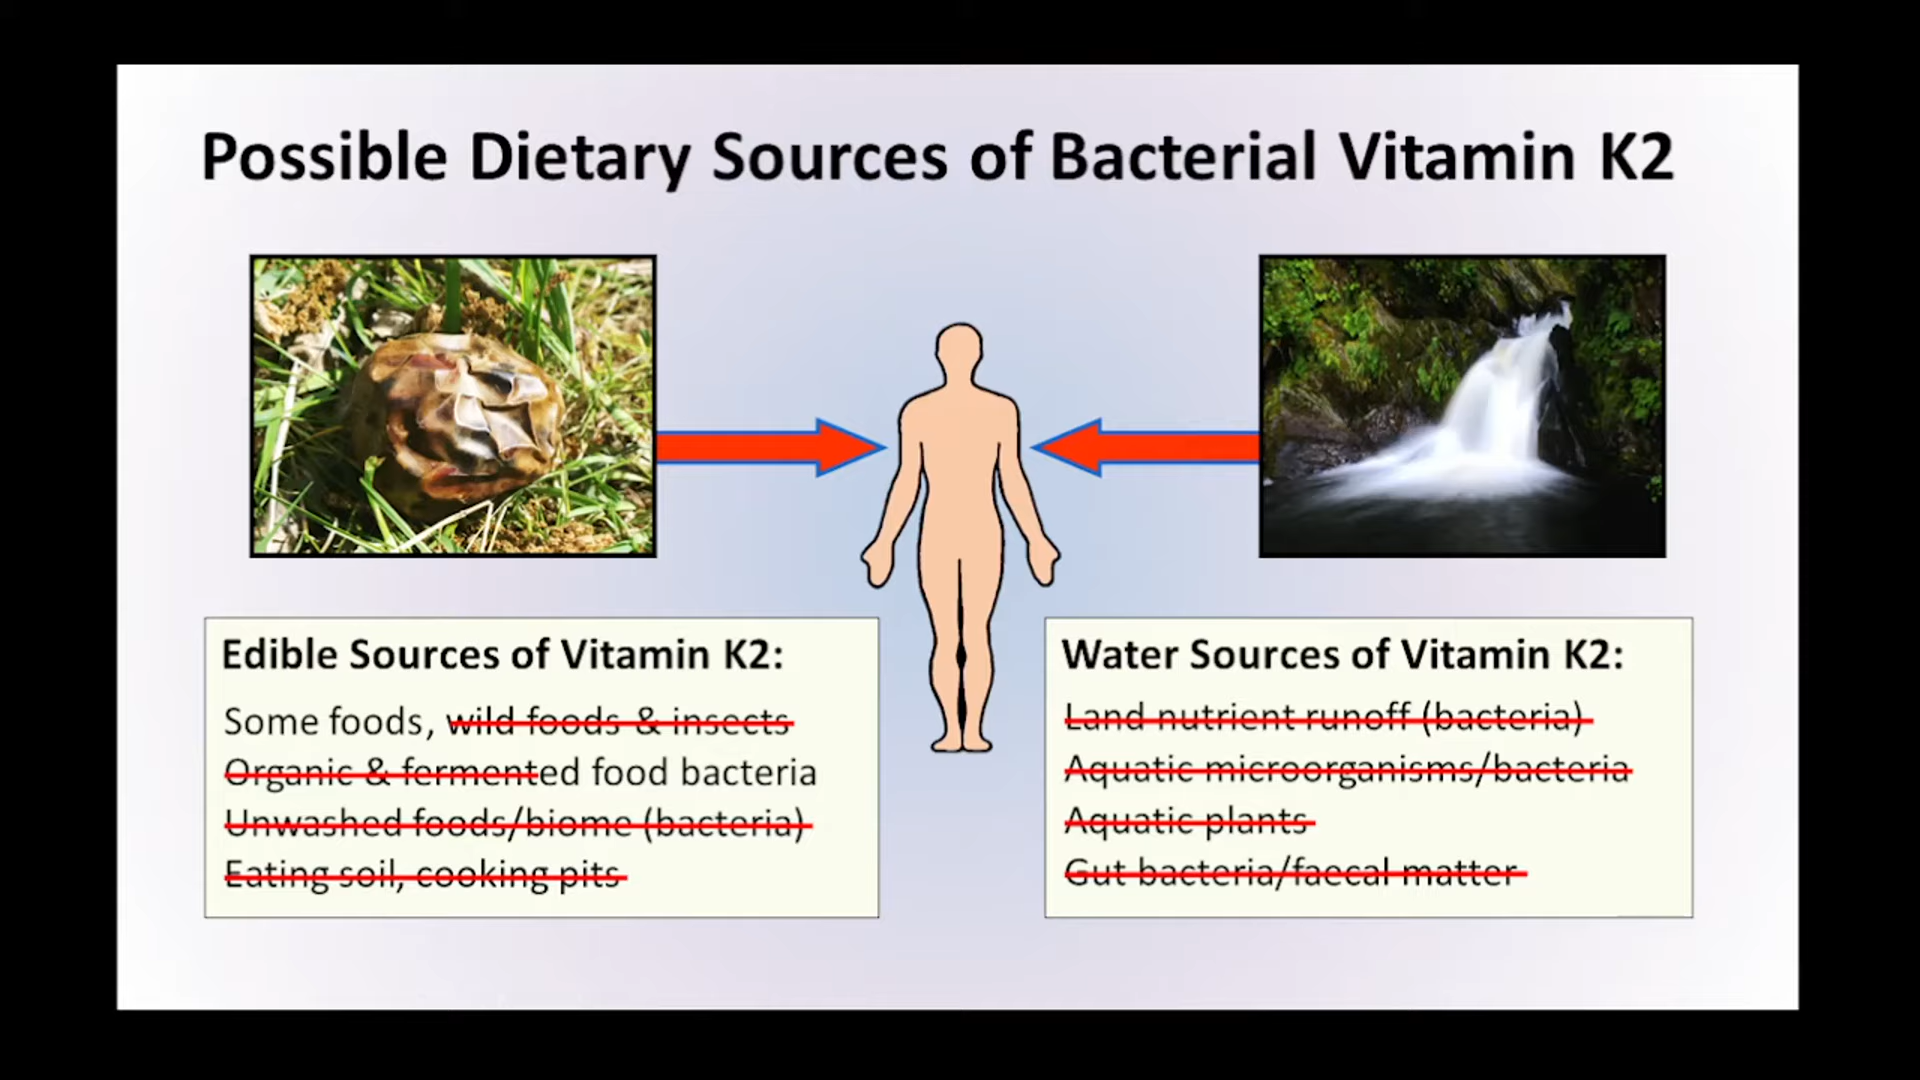 Possible Dietary Sources of Bacterial Vitamin K2
Edible Sources of Vitamin K2:
Some foods, wild foods & insects
Organic & fermented food bacteria
Unwashed foods/biome (bacteria)
Eating soil, cooking pits
Water Sources of Vitamin K2:
Land nutrient runoff (bacteria)
Aquatic microorganisms/bacteria
Aquatic plants
Gut bacteria/faecal matter